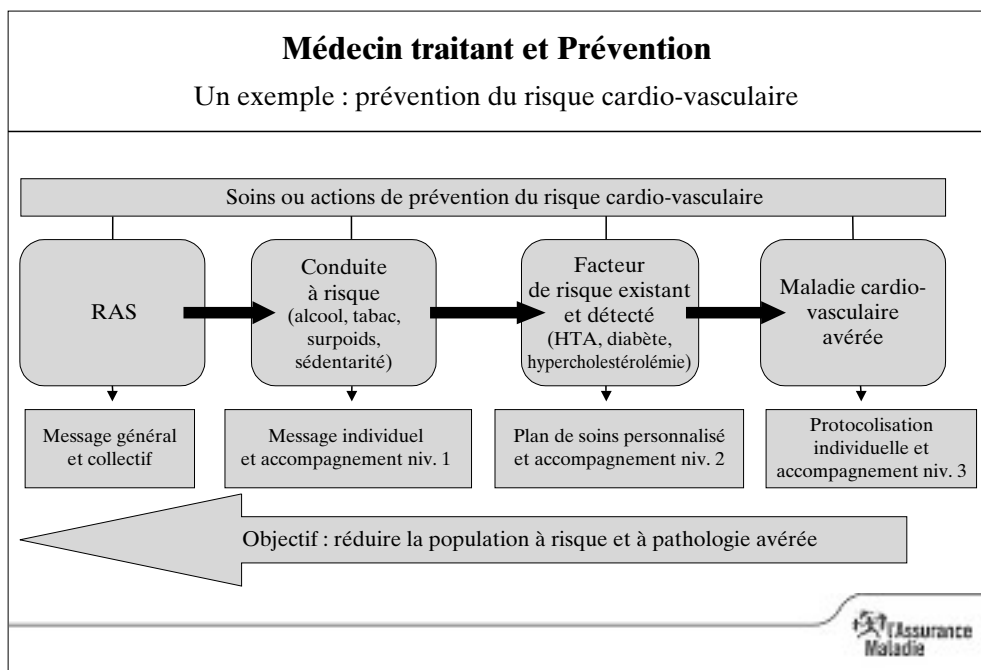 Médecin traitant et Prévention
Un exemple : prévention du risque cardio-vasculaire
Soins ou actions de prévention du risque cardio-vasculaire
RAS
Conduite
à risque
(alcool, tabac,
surpoids,
sédentarité)
Facteur
de risque existant
et détecté
(HTA, diabète,
hypercholestérolémie)
Maladie cardio-
vasculaire
avérée
Message général
et collectif
Message individuel
et accompagnement niv. 1
Plan de soins personnalisé
et accompagnement niv. 2
Protocolisation
individuelle et
accompagnement niv. 3
Objectif : réduire la population à risque et à pathologie avérée
l'Assurance
Maladie